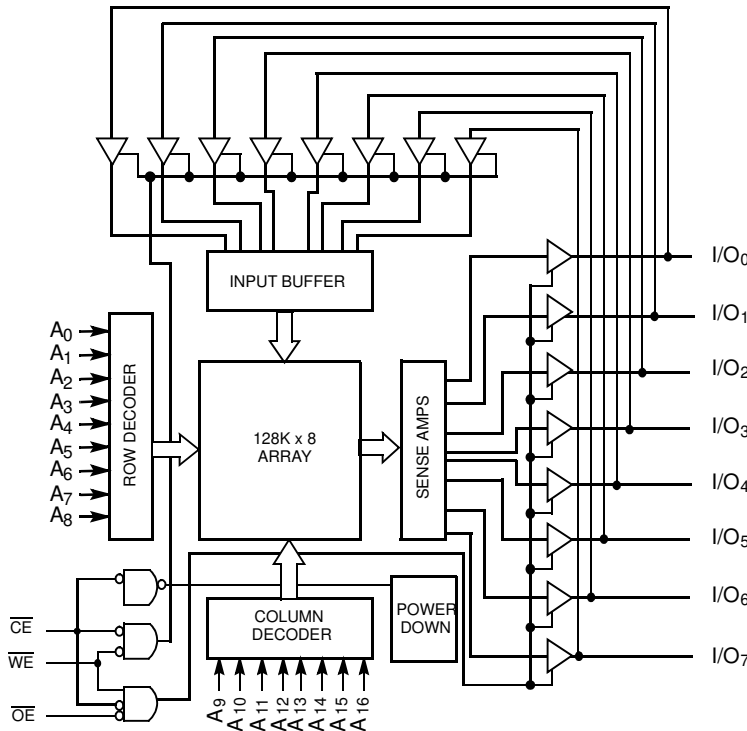 INPUT BUFFER
I/O0
I/O1
I/O2
I/O3
I/O4
I/O5
I/O6
I/O7
A0
A1
A2
A3
A4
A5
A6
A7
A8
ROW DECODER
128K x 8
ARRAY
SENSE AMPS
COLUMN
DECODER
POWER
DOWN
CE
WE
OE
A9
A10
A11
A12
A13
A14
A15
A16